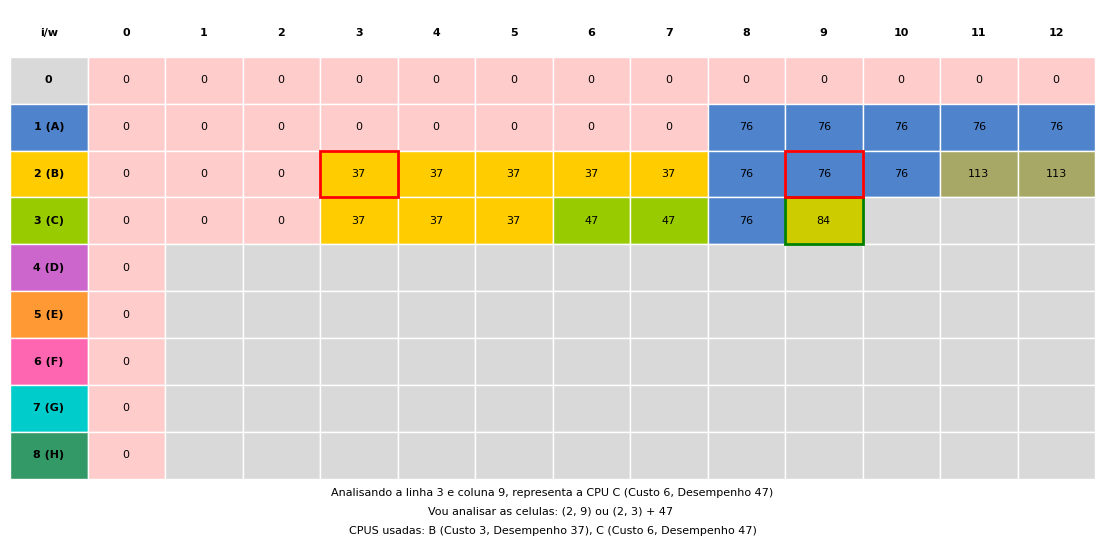 i/w 0 1 2 3 4 5 6 7 8 9 10 11 12
0 0 0 0 0 0 0 0 0 0 0 0 0 0
1 (A) 0 0 0 0 0 0 0 0 76 76 76 76 76
2 (B) 0 0 0 37 37 37 37 37 76 76 76 113 113
3 (C) 0 0 0 37 37 37 47 47 76 84
4 (D) 0
5 (E) 0
6 (F) 0
7 (G) 0
8 (H) 0
Analisando a linha 3 e coluna 9, representa a CPU C (Custo 6, Desempenho 47)
Vou analisar as celulas: (2, 9) ou (2, 3) + 47
CPUS usadas: B (Custo 3, Desempenho 37), C (Custo 6, Desempenho 47)